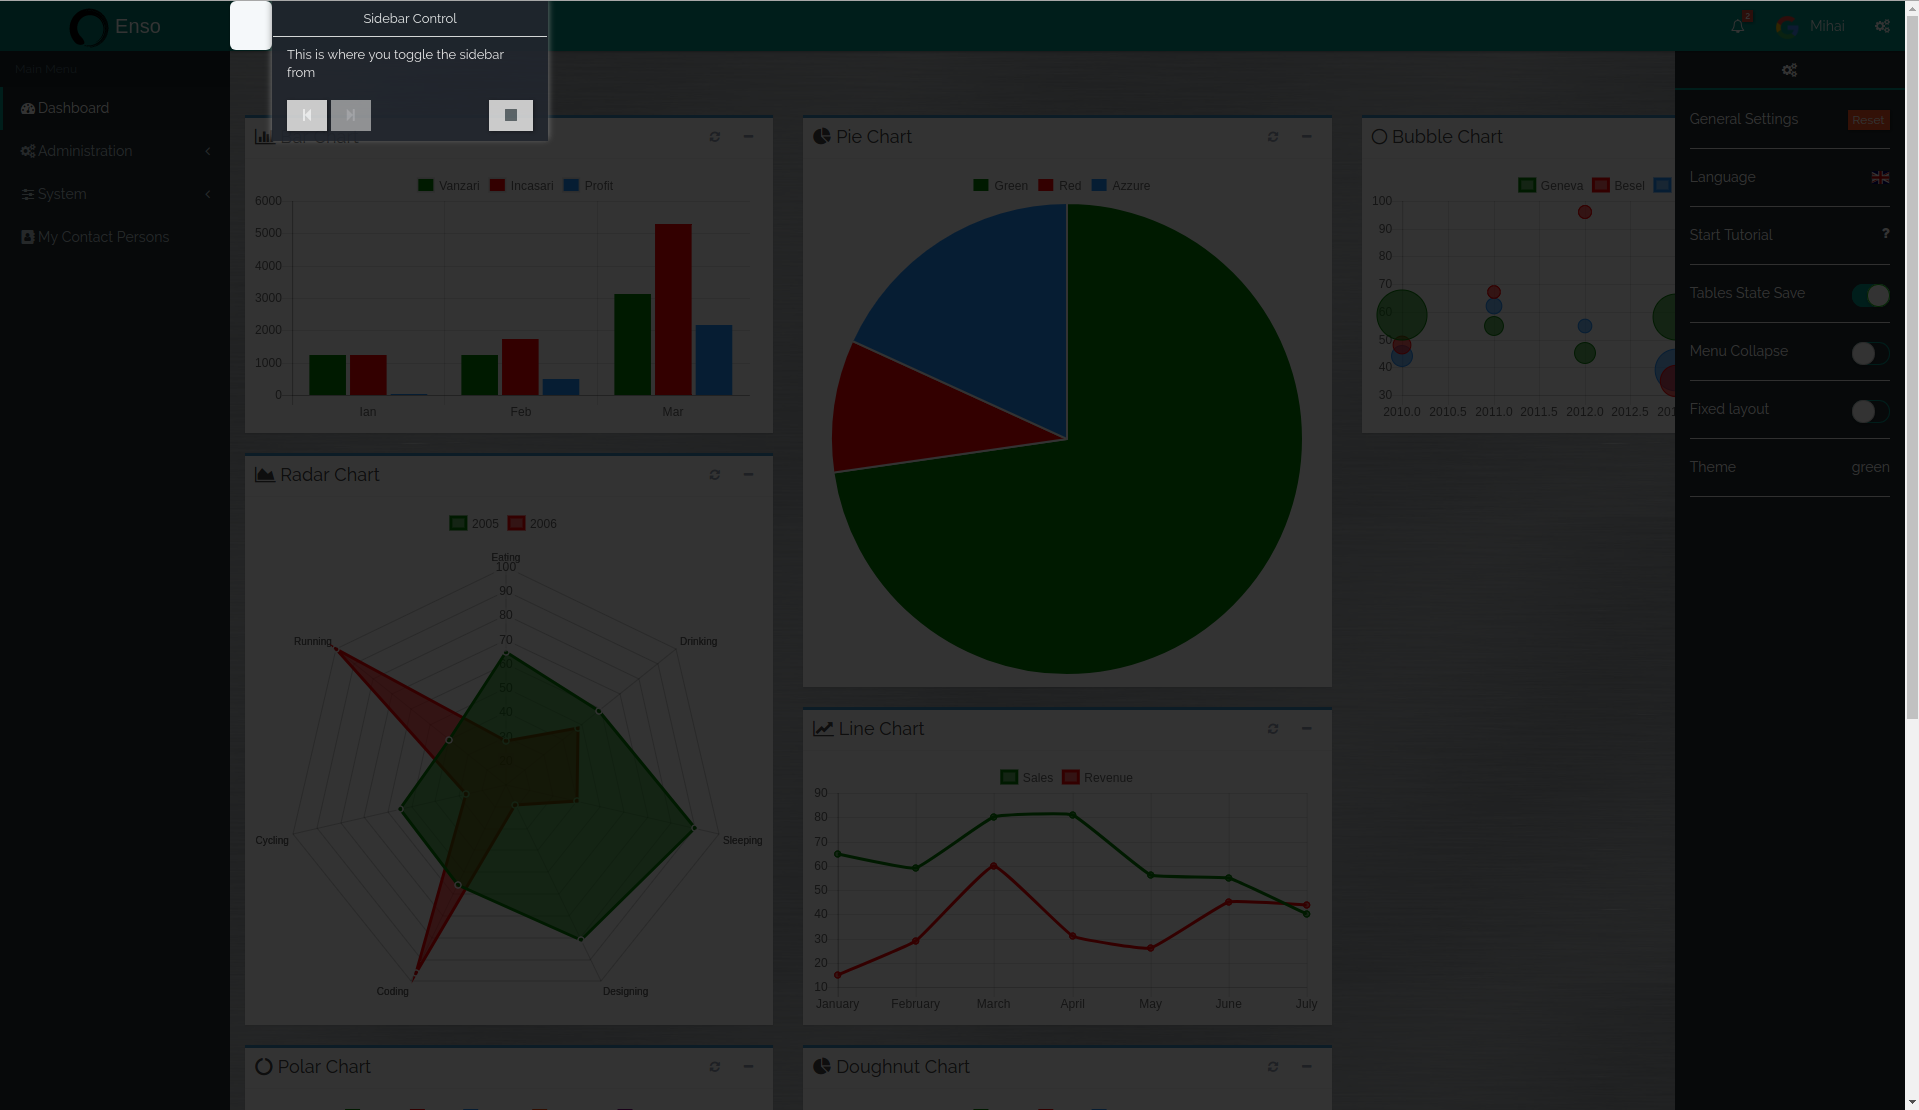 Enso
Sidebar Control
This is where you toggle the sidebar
from
2
Mihai
Main Menu
Dashboard
Administration
System
My Contact Persons
Bar Chart
Vanzari Incasari Profit
6000
5000
4000
3000
2000
1000
0
Ian Feb Mar
Pie Chart
Green Red Azzure
Bubble Chart
Geneva Besel
100
90
80
70
60
50
40
30
2010.0 2010.5 2011.0 2011.5 2012.0 2012.5 201
General Settings Reset
Language
Start Tutorial ?
Tables State Save
Menu Collapse
Fixed layout
Theme green
Radar Chart
2005 2006
Eating
100
90
80
70
60
50
40
30
Running
Drinking
Cycling
Sleeping
Coding
Designing
Line Chart
Sales Revenue
90
80
70
60
50
40
30
20
10
January February March April May June July
Polar Chart
Doughnut Chart